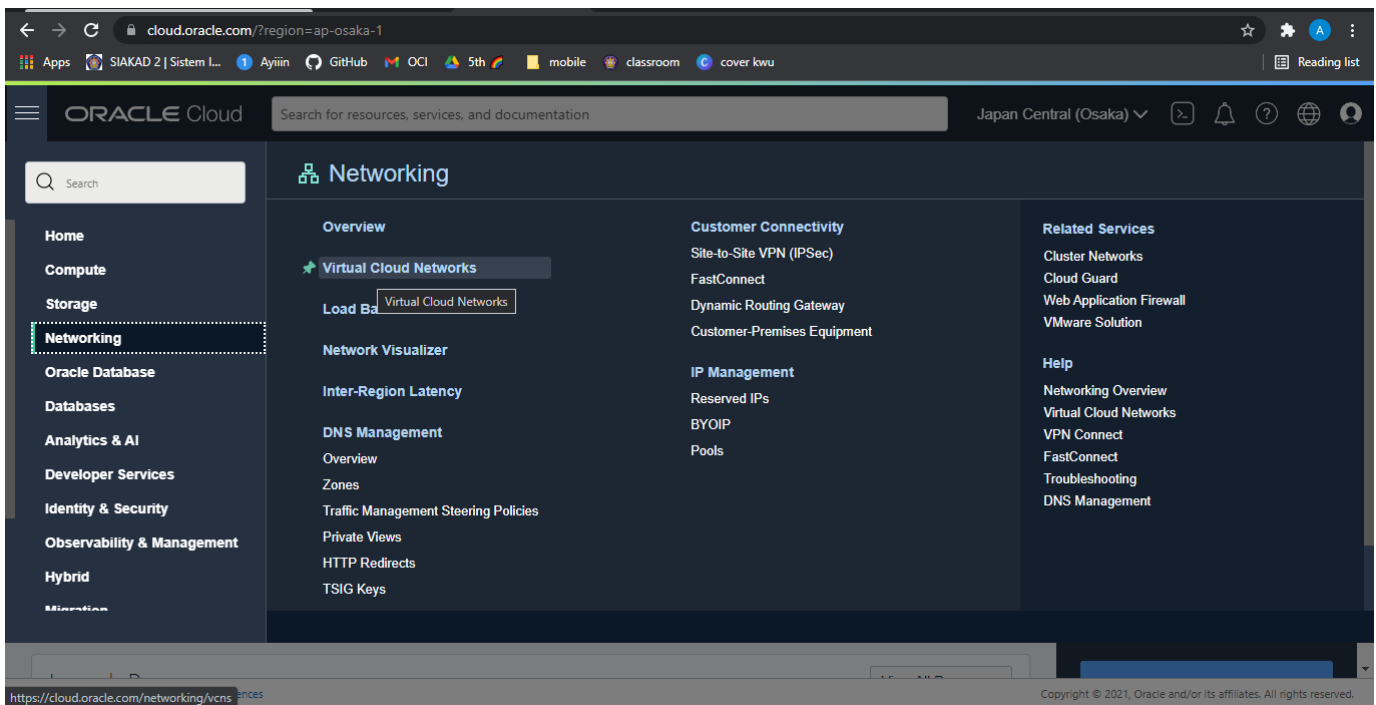 cloud.oracle.com/?region=ap-osaka-1
A
Apps SIAKAD 2 | Sistem I... Ayiiin GitHub OCI 5th mobile classroom cover kwu Reading list
ORACLE Cloud Search for resources, services, and documentation Japan Central (Osaka)
Search
Home
Compute
Storage
Networking
Oracle Database
Databases
Analytics & AI
Developer Services
Identity & Security
Observability & Management
Hybrid
Migration
Networking
Overview
Virtual Cloud Networks
Virtual Cloud Networks
Load Ba
Network Visualizer
Inter-Region Latency
DNS Management
Overview
Zones
Traffic Management Steering Policies
Private Views
HTTP Redirects
TSIG Keys
Customer Connectivity
Site-to-Site VPN (IPSec)
FastConnect
Dynamic Routing Gateway
Customer-Premises Equipment
IP Management
Reserved IPs
BYOIP
Pools
Related Services
Cluster Networks
Cloud Guard
Web Application Firewall
VMware Solution
Help
Networking Overview
Virtual Cloud Networks
VPN Connect
FastConnect
Troubleshooting
DNS Management
https://cloud.oracle.com/networking/vcns ences
Copyright © 2021, Oracle and/or its affiliates. All rights reserved.